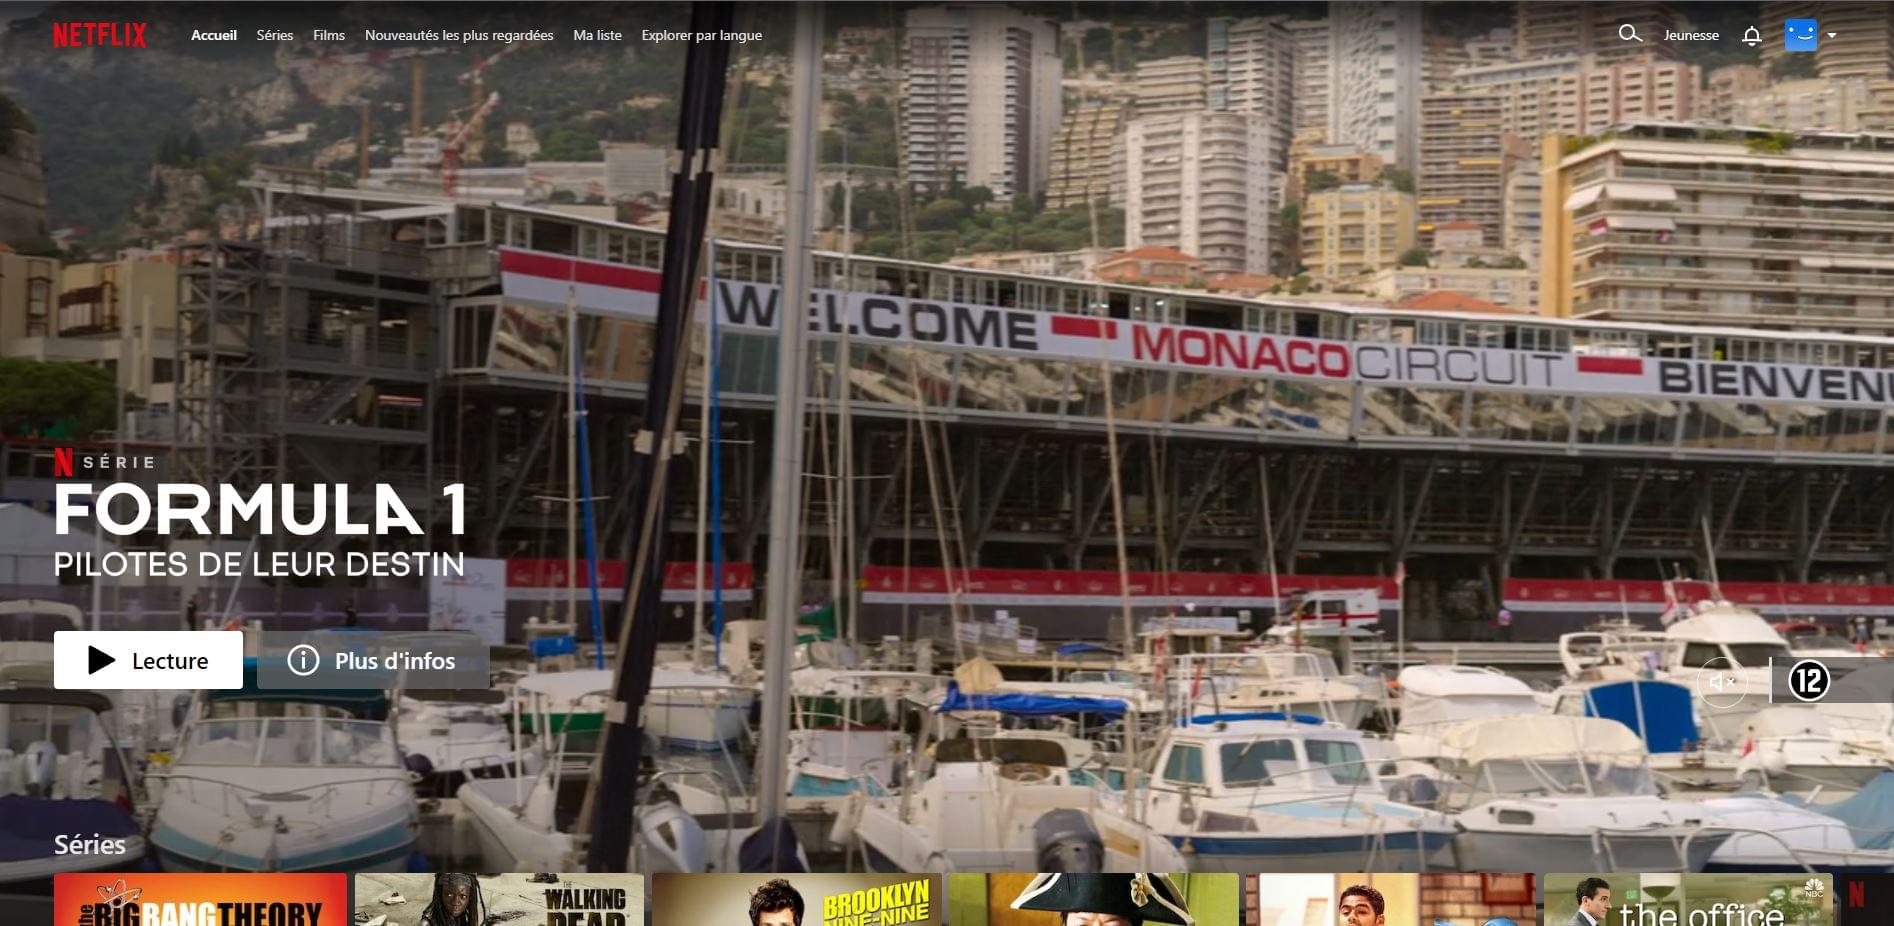 NETFLIX Accueil Séries Films Nouveautés les plus regardées Ma liste Explorer par langue Jeunesse
WELCOME MONACO CIRCUIT BIENVEN
N SÉRIE
FORMULA 1
PILOTES DE LEUR DESTIN
Lecture Plus d'infos
12
Séries
the BIG BANG THEORY
THE WALKING DEAD
BROOKLYN NINE-NINE
NBC
the office
N